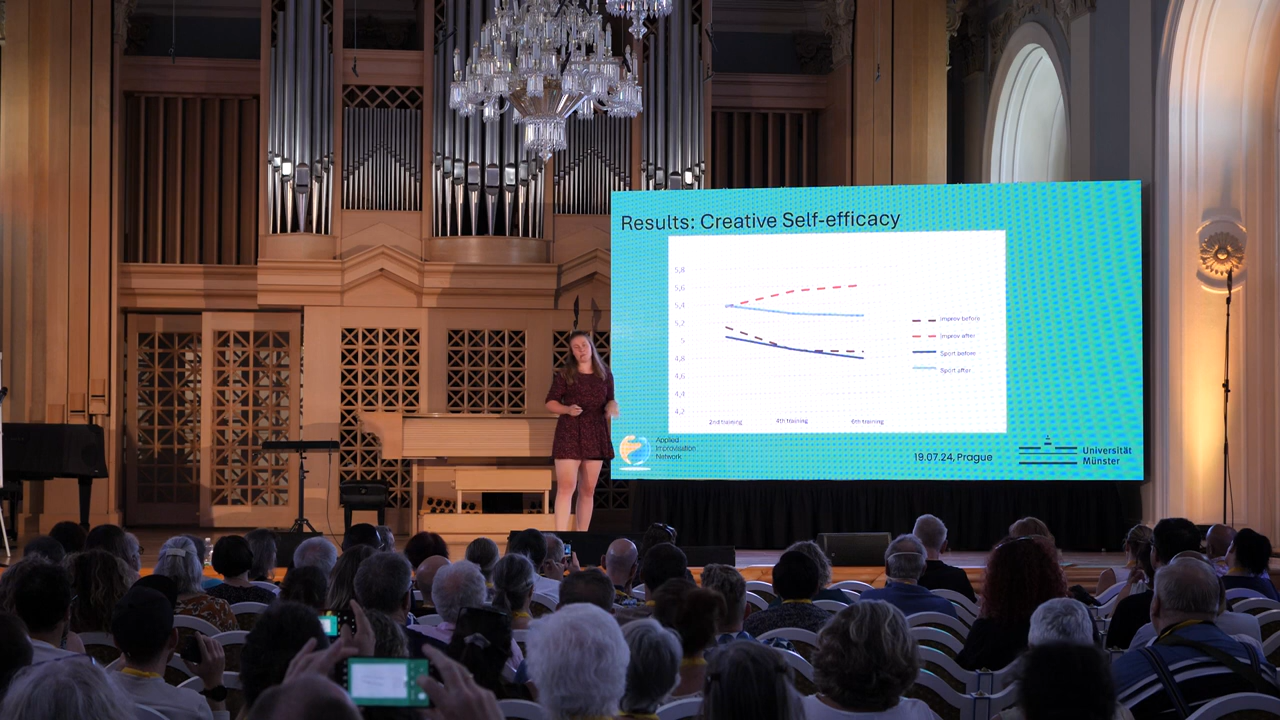 Results: Creative Self-efficacy
5,8
5,6
5,4
5,2
5
4,8
4,6
4,4
4,2
2nd training 4th training 6th training
Improv before
Improv after
Sport before
Sport after
Applied
Improvisation
Network
19.07.24, Prague
Universität
Münster